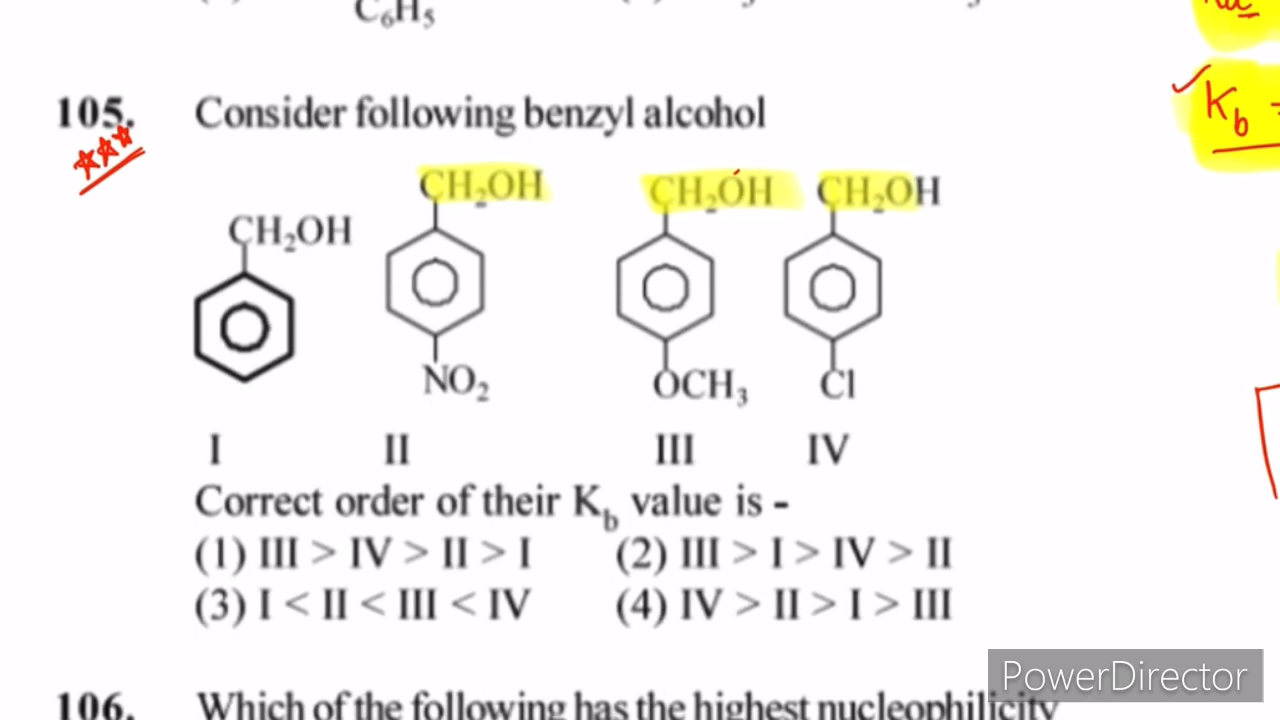 C₆H₅
105. Consider following benzyl alcohol
K_b
CH₂OH CH₂OH CH₂OH CH₂OH
NO₂ OCH₃ Cl
I II III IV
Correct order of their K_b value is -
(1) III > IV > II > I (2) III > I > IV > II
(3) I < II < III < IV (4) IV > II > I > III
PowerDirector
106. Which of the following has the highest nucleophilicity